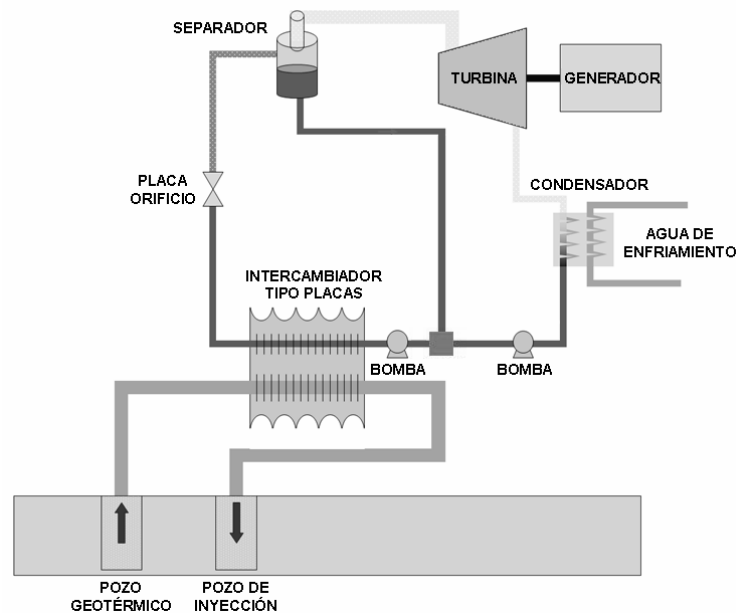 SEPARADOR
TURBINA
GENERADOR
PLACA
ORIFICIO
CONDENSADOR
AGUA DE
ENFRIAMIENTO
INTERCAMBIADOR
TIPO PLACAS
BOMBA
BOMBA
POZO
GEOTÉRMICO
POZO DE
INYECCIÓN